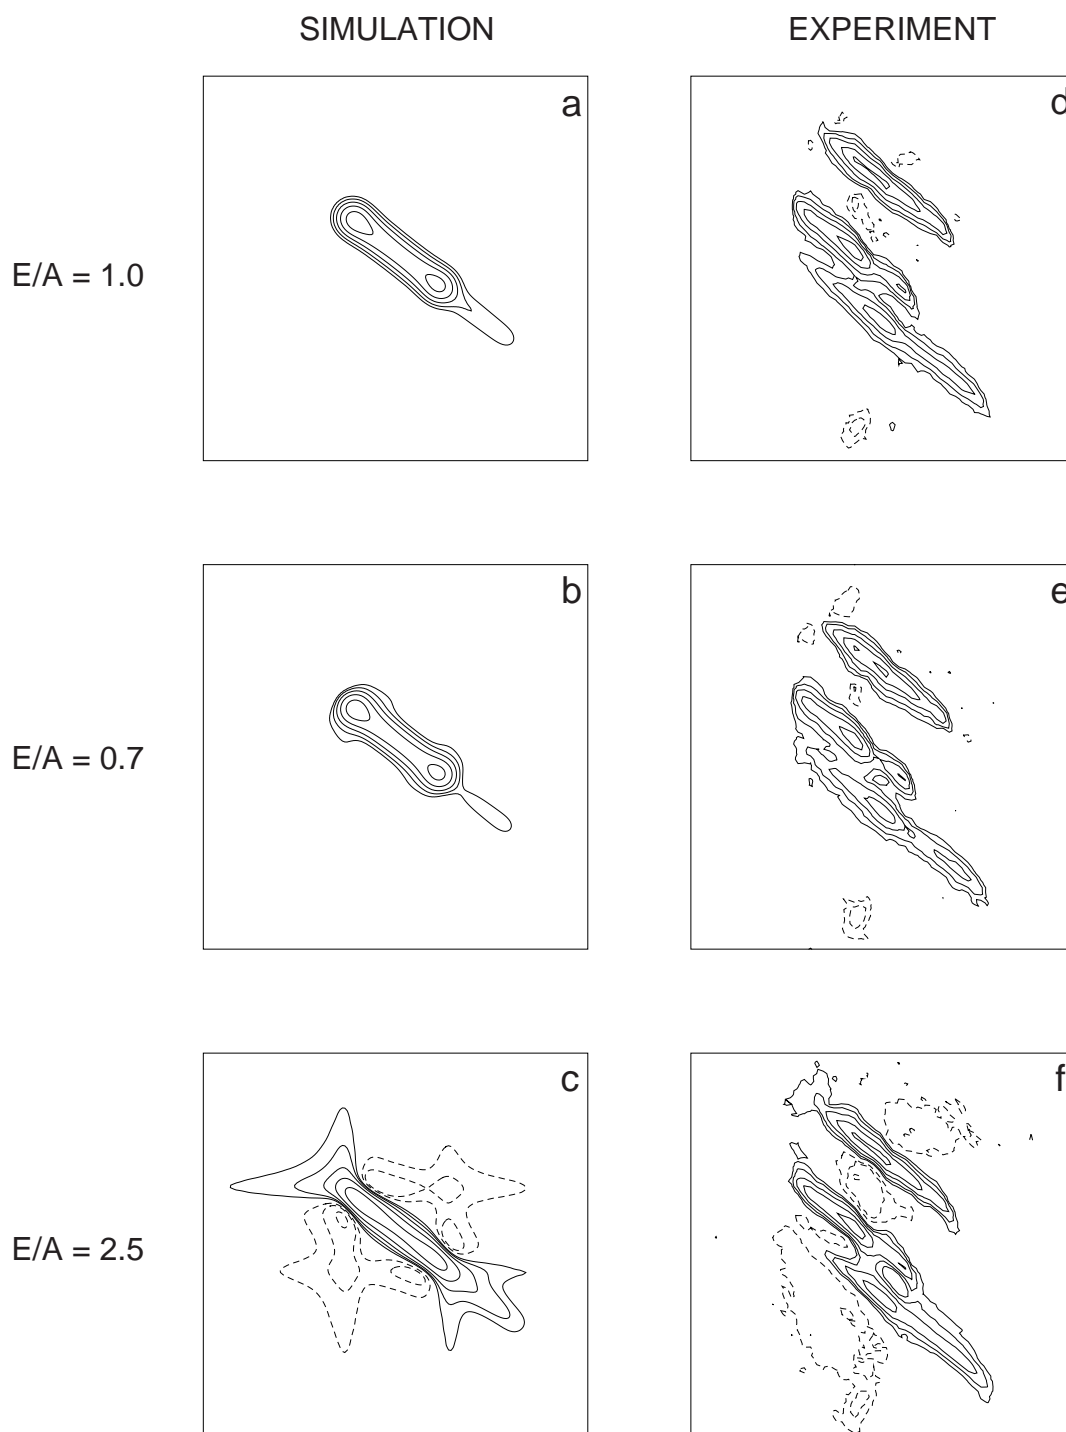 SIMULATION EXPERIMENT
a d
E/A = 1.0
b e
E/A = 0.7
c f
E/A = 2.5